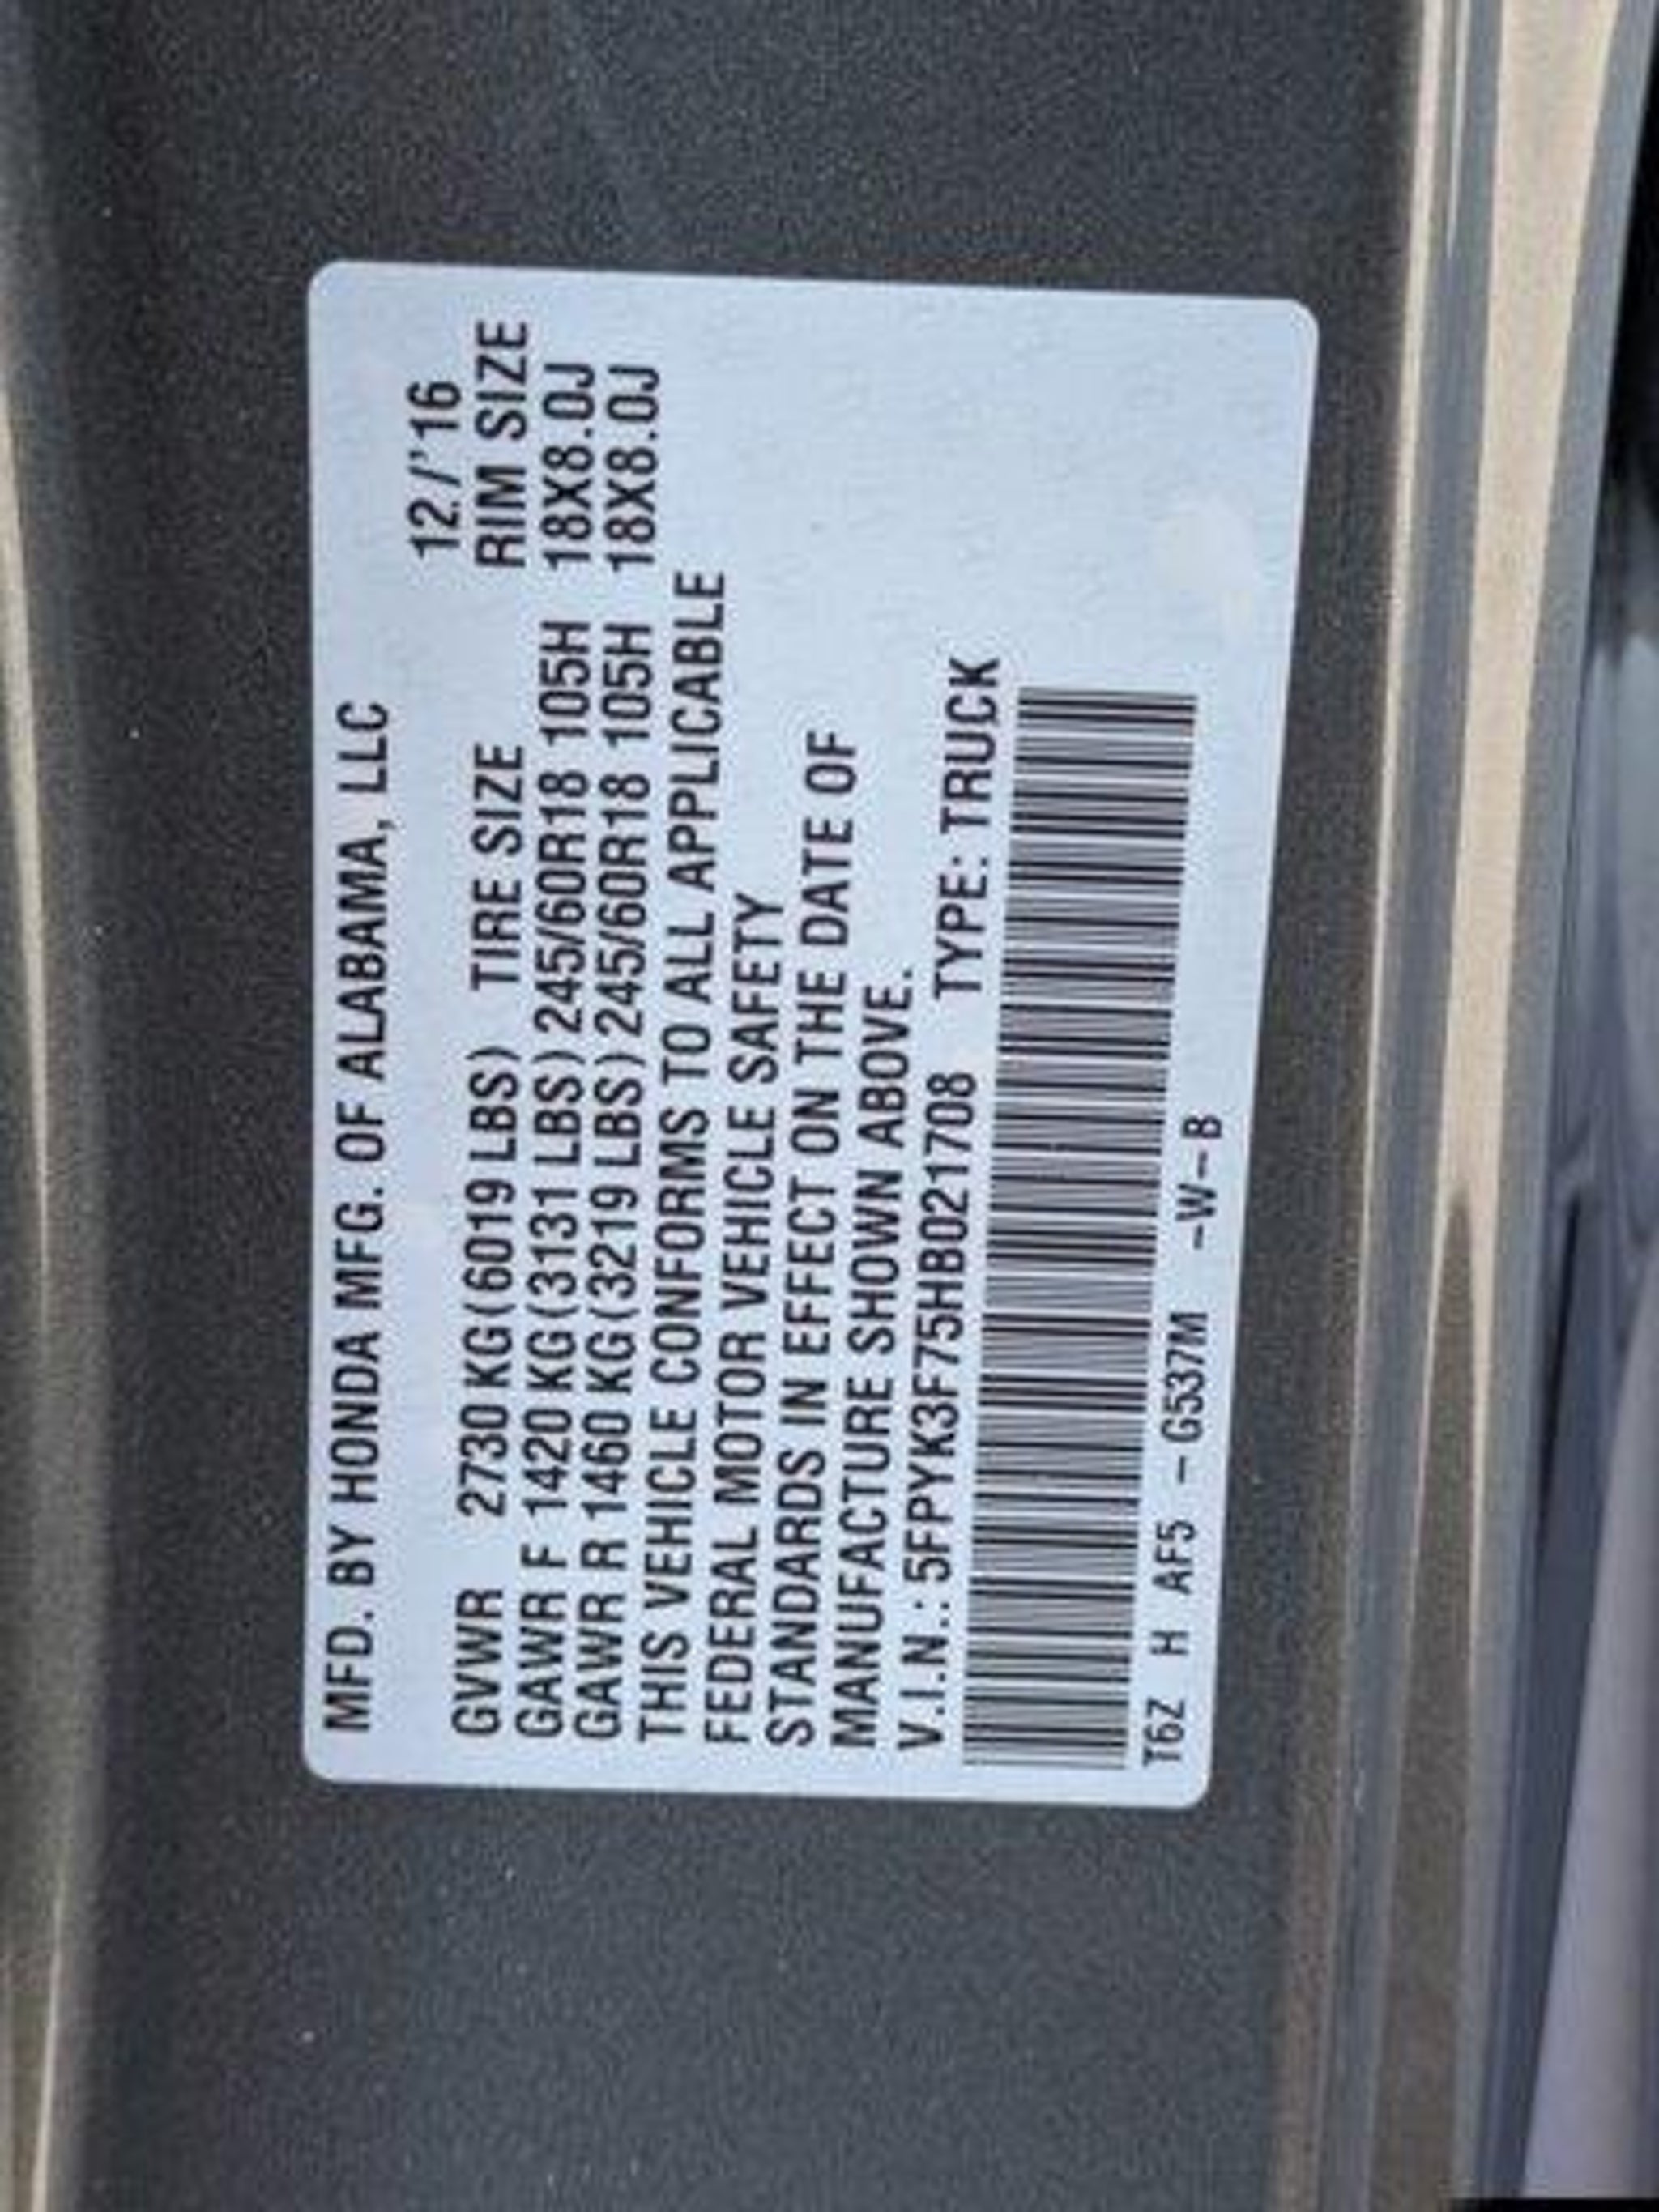 MFD. BY HONDA MFG. OF ALABAMA, LLC
12/'16
GVWR 2730 KG(6019 LBS) TIRE SIZE RIM SIZE
GAWR F 1420 KG(3131 LBS) 245/60R18 105H 18X8.0J
GAWR R 1460 KG(3219 LBS) 245/60R18 105H 18X8.0J
THIS VEHICLE CONFORMS TO ALL APPLICABLE
FEDERAL MOTOR VEHICLE SAFETY
STANDARDS IN EFFECT ON THE DATE OF
MANUFACTURE SHOWN ABOVE.
V.I.N.: 5FPYK3F75HB021708 TYPE: TRUCK
T6Z H AF5 -G537M -W-B